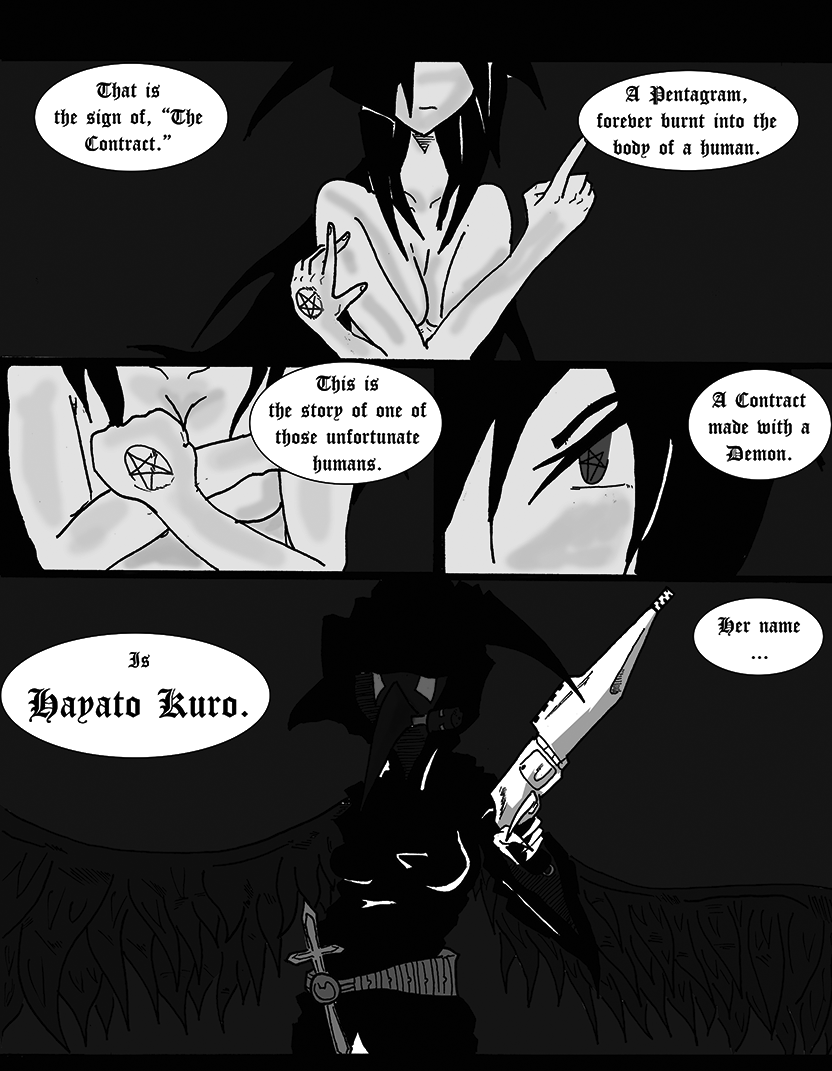 That is
the sign of, “The
Contract.”
A Pentagram,
forever burnt into the
body of a human.
This is
the story of one of
those unfortunate
humans.
A Contract
made with a
Demon.
Her name
...
Is
Hayato Kuro.